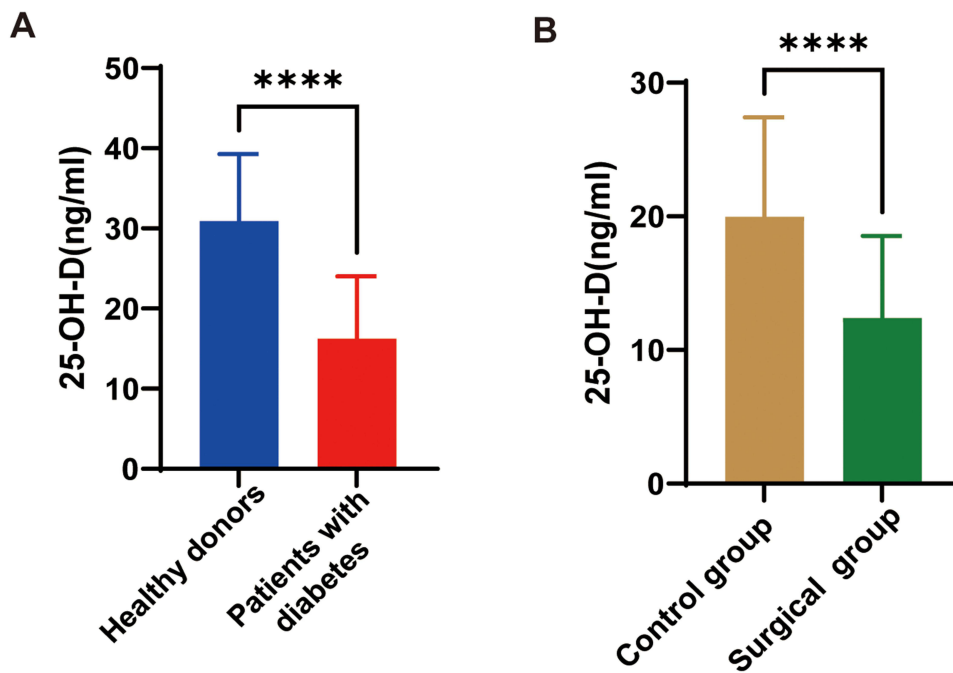 A
25-OH-D(ng/ml)
50
40
30
20
10
0
****
Healthy donors
Patients with
diabetes
B
25-OH-D(ng/ml)
30
20
10
0
****
Control group
Surgical group